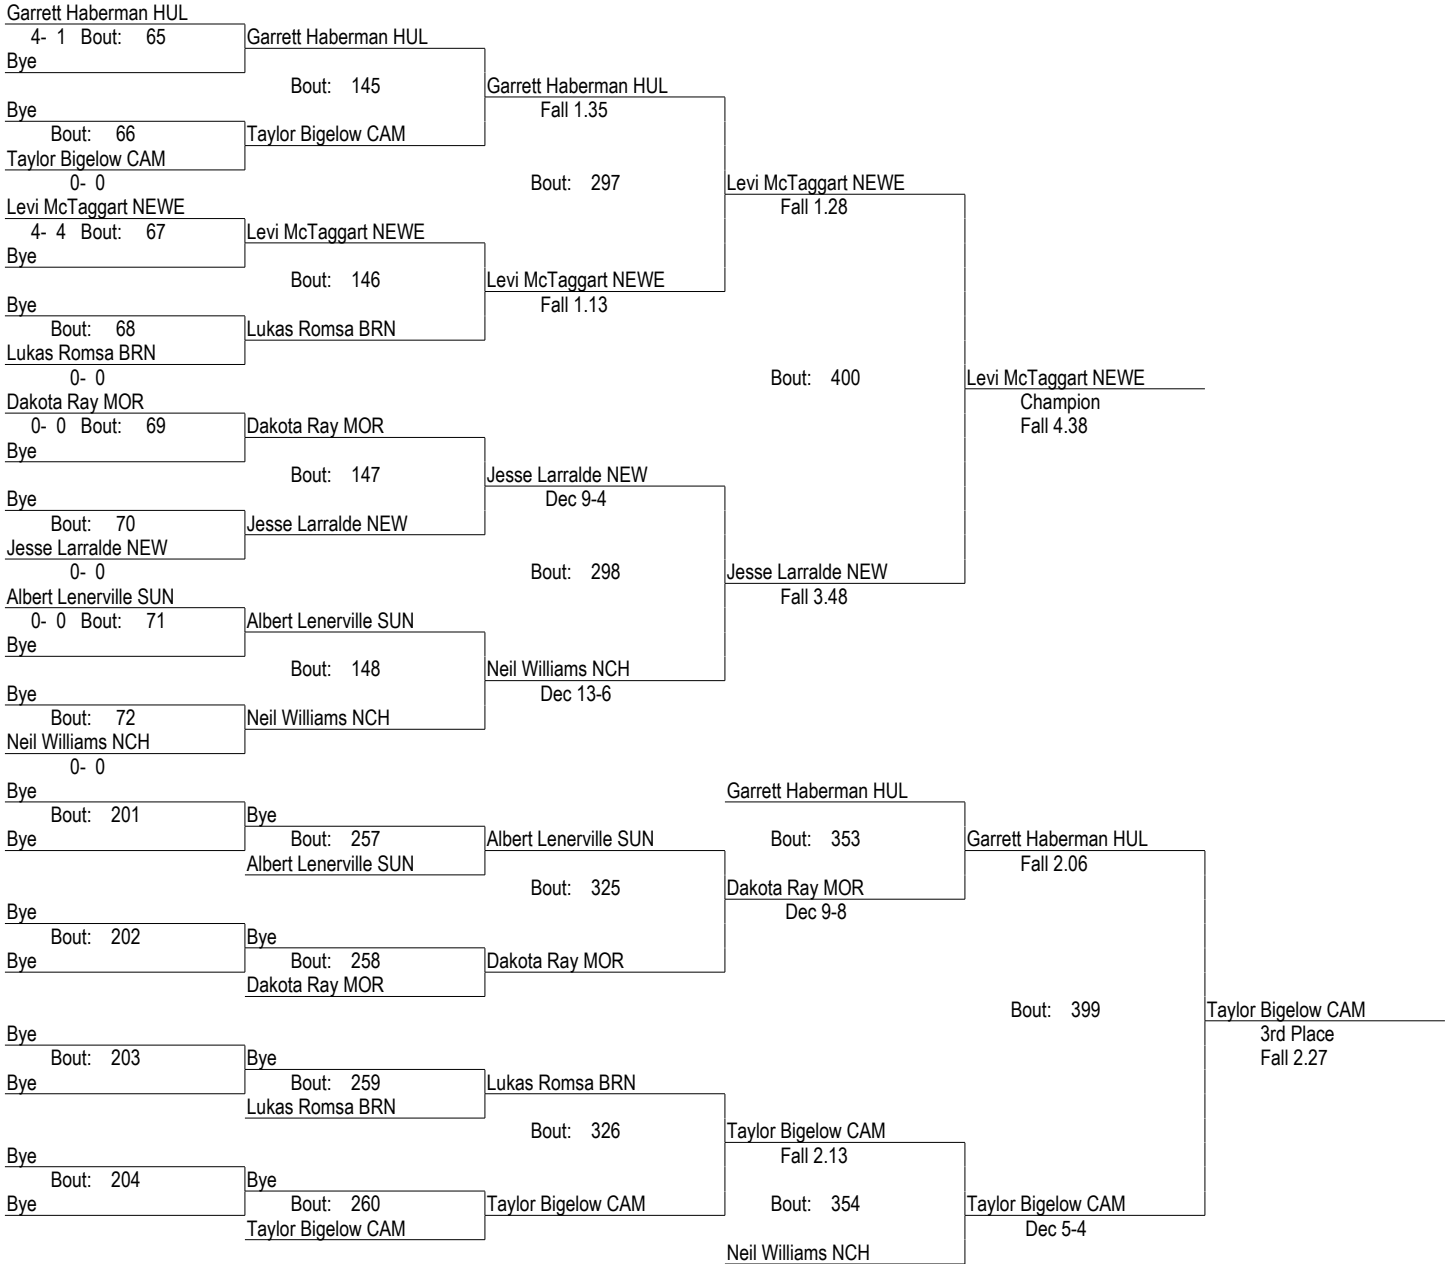 Garrett Haberman HUL
4- 1 Bout: 65 Garrett Haberman HUL
Bye
Bout: 145 Garrett Haberman HUL
Bye Fall 1.35
Bout: 66 Taylor Bigelow CAM
Taylor Bigelow CAM
0- 0 Bout: 297 Levi McTaggart NEWE
Levi McTaggart NEWE Fall 1.28
4- 4 Bout: 67 Levi McTaggart NEWE
Bye
Bout: 146 Levi McTaggart NEWE
Bye Fall 1.13
Bout: 68 Lukas Romsa BRN
Lukas Romsa BRN
0- 0 Bout: 400 Levi McTaggart NEWE
Dakota Ray MOR Champion
0- 0 Bout: 69 Dakota Ray MOR Fall 4.38
Bye
Bout: 147 Jesse Larralde NEW
Bye Dec 9-4
Bout: 70 Jesse Larralde NEW
Jesse Larralde NEW
0- 0 Bout: 298 Jesse Larralde NEW
Albert Lenerville SUN Fall 3.48
0- 0 Bout: 71 Albert Lenerville SUN
Bye
Bout: 148 Neil Williams NCH
Bye Dec 13-6
Bout: 72 Neil Williams NCH
Neil Williams NCH
0- 0
Bye Garrett Haberman HUL
Bout: 201 Bye
Bye Bout: 257 Albert Lenerville SUN Bout: 353 Garrett Haberman HUL
Albert Lenerville SUN Fall 2.06
Bout: 325 Dakota Ray MOR
Bye Dec 9-8
Bout: 202 Bye
Bye Bout: 258 Dakota Ray MOR
Dakota Ray MOR
Bout: 399 Taylor Bigelow CAM
Bye 3rd Place
Bout: 203 Bye Fall 2.27
Bye Bout: 259 Lukas Romsa BRN
Lukas Romsa BRN
Bout: 326 Taylor Bigelow CAM
Bye Fall 2.13
Bout: 204 Bye
Bye Bout: 260 Taylor Bigelow CAM Bout: 354 Taylor Bigelow CAM
Taylor Bigelow CAM Dec 5-4
Neil Williams NCH